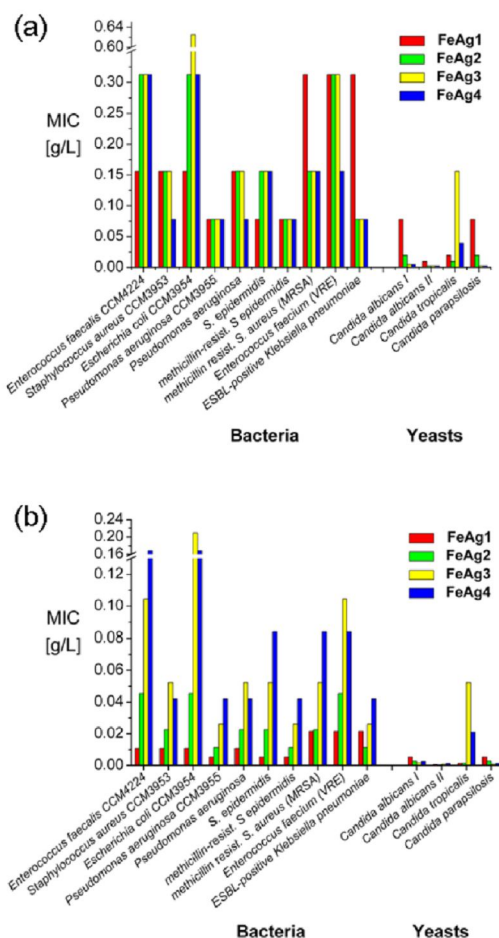 (a)
0.64
0.60
0.30
0.25
0.20
0.15
0.10
0.05
0.00
MIC
[g/L]
FeAg1
FeAg2
FeAg3
FeAg4
Enterococcus faecalis CCM4224
Staphylococcus aureus CCM3953
Escherichia coli CCM3954
Pseudomonas aeruginosa CCM3955
Pseudomonas aeruginosa
S. epidermidis
methicillin-resist. S epidermidis
methicillin resist. S. aureus (MRSA)
Enterococcus faecium (VRE)
ESBL-positive Klebsiella pneumoniae
Candida albicans I
Candida albicans II
Candida tropicalis
Candida parapsilosis
Bacteria Yeasts
(b)
0.24
0.20
0.16
0.12
0.10
0.08
0.06
0.04
0.02
0.00
MIC
[g/L]
FeAg1
FeAg2
FeAg3
FeAg4
Enterococcus faecalis CCM4224
Staphylococcus aureus CCM3953
Escherichia coli CCM3954
Pseudomonas aeruginosa CCM3955
Pseudomonas aeruginosa
S. epidermidis
methicillin-resist. S epidermidis
methicillin resist. S. aureus (MRSA)
Enterococcus faecium (VRE)
ESBL-positive Klebsiella pneumoniae
Candida albicans I
Candida albicans II
Candida tropicalis
Candida parapsilosis
Bacteria Yeasts